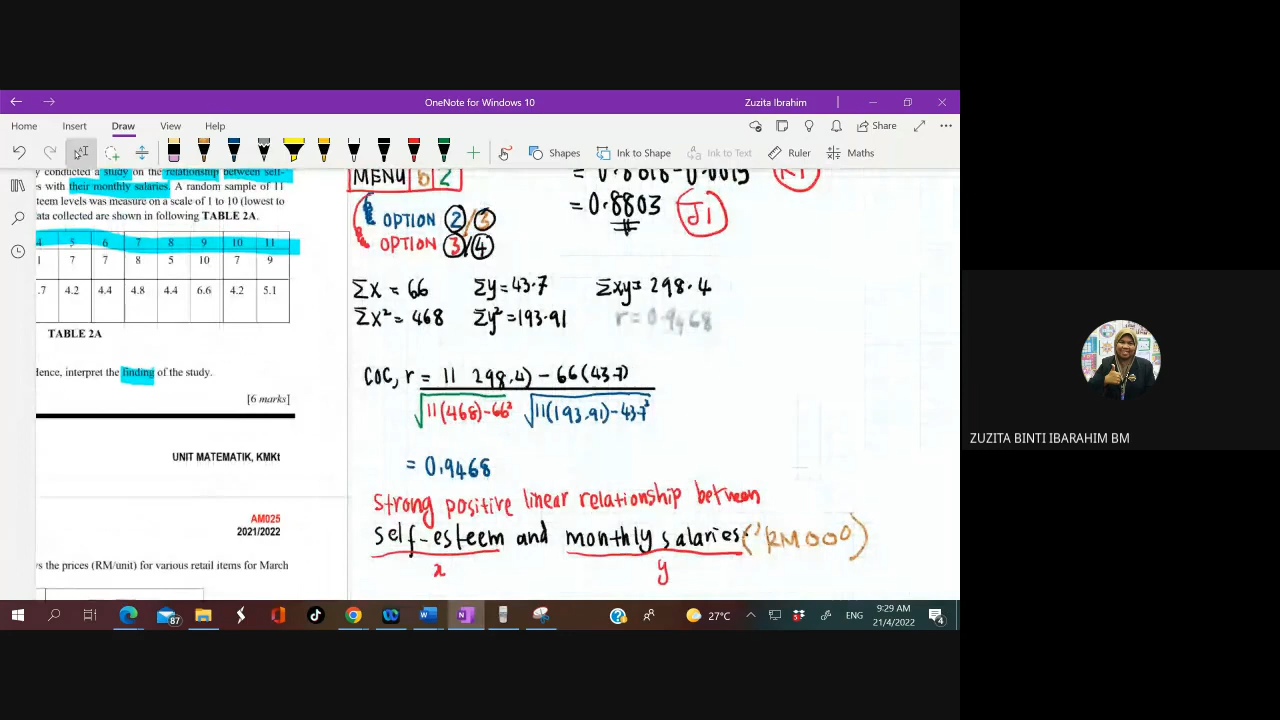 OneNote for Windows 10
Zuzita Ibrahim
Home Insert Draw View Help
Share
Shapes Ink to Shape Ink to Text Ruler Maths
y conducted a study on the relationship between self-
s with their monthly salaries. A random sample of 11
teem levels was measure on a scale of 1 to 10 (lowest to
ata collected are shown in following TABLE 2A.
4 5 6 7 8 9 10 11
1 7 7 8 5 10 7 9
.7 4.2 4.4 4.8 4.4 6.6 4.2 5.1
TABLE 2A
Hence, interpret the finding of the study.
[6 marks]
UNIT MATEMATIK, KMKt
AM025
2021/2022
ws the prices (RM/unit) for various retail items for March
MENU 6 2
OPTION 2/3
OPTION 3/4
= 0.8803 J1
Σx = 66 Σy = 43.7 Σxy = 298.4
Σx² = 468 Σy² = 193.91 r = 0.9468
COC, r = 11 298.4) - 66(43.7)
√11(468)-66² √11(193.91)-43.7²
= 0.9468
Strong positive linear relationship between
self-esteem and monthly salaries. ('RM000)
x y
ZUZITA BINTI IBARAHIM BM
87
27°C
ENG
9:29 AM
21/4/2022
4